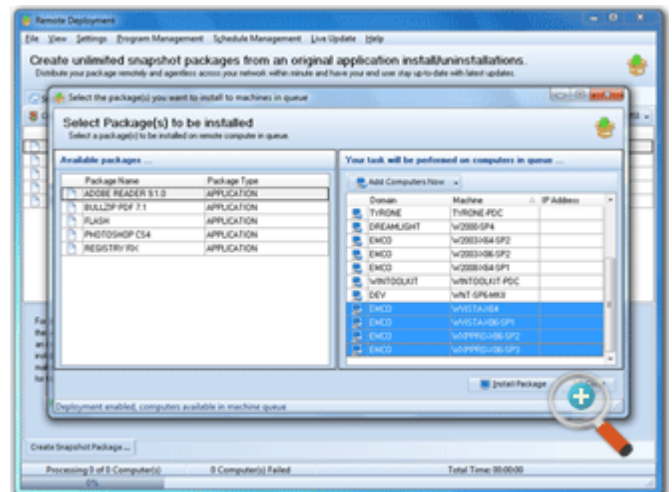 Remote Deployment
File View Settings Program Management Schedule Management Live Update Help
Create unlimited snapshot packages from an original application install/uninstallations.
Distribute your package remotely and agentless across your network within minute and have your end user stay up-to-date with latest updates.
Select the package(s) you want to install to machines in queue
Select Package(s) to be installed
Select a package(s) to be installed on remote computer in queue.
Available packages ...
Your task will be performed on computers in queue ...
Add Computers Now
Package Name Package Type
Domain Machine IP Address
ADOBE READER 9.1.0 APPLICATION
TYRONE TYRONE-PDC
BULLZIP PDF 7.1 APPLICATION
DREAMLIGHT W2000-SP4
FLASH APPLICATION
EMCO W2003-X64-SP2
PHOTOSHOP CS4 APPLICATION
EMCO W2003-X86-SP2
REGISTRY FIX APPLICATION
EMCO W2008-X64-SP1
WINTOOLKIT WINTOOLKIT-PDC
DEV WNT-SP6-MKII
EMCO WVISTA-X64
EMCO WVISTA-X86-SP1
EMCO WXPPRO-X86-SP2
EMCO WXPPRO-X86-SP3
Install Package
Deployment enabled, computers available in machine queue
Create Snapshot Package ...
Processing 0 of 0 Computer(s) 0 Computer(s) Failed Total Time: 00:00:00
0%